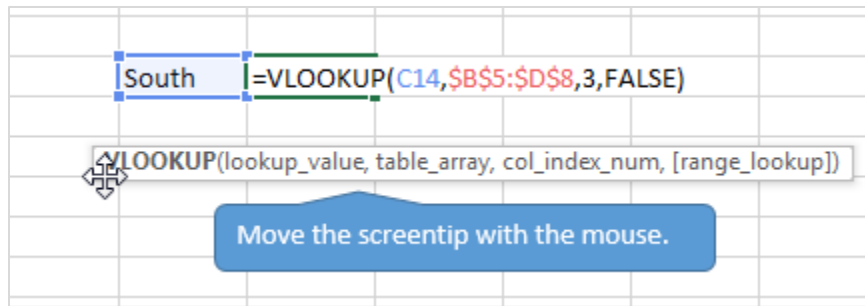 South =VLOOKUP(C14,$B$5:$D$8,3,FALSE)
VLOOKUP(lookup_value, table_array, col_index_num, [range_lookup])
Move the screentip with the mouse.